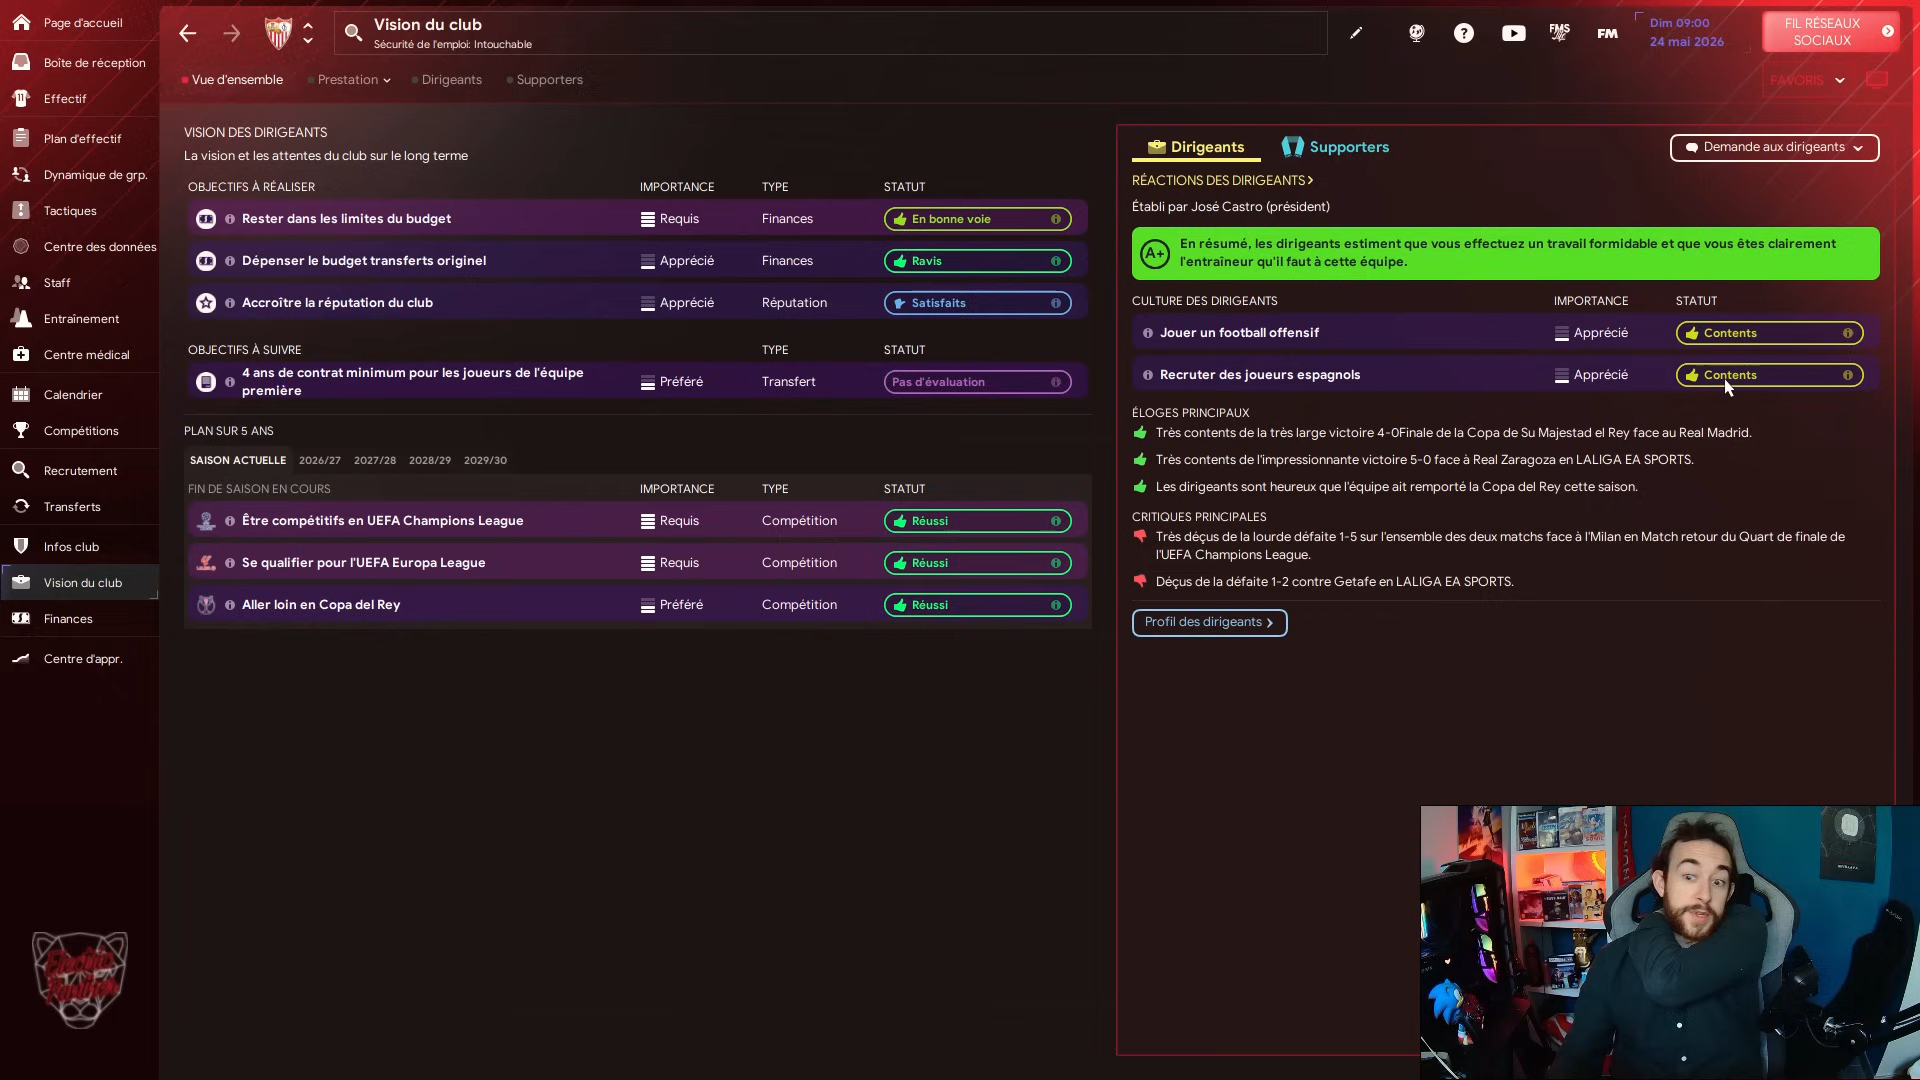 Page d'accueil
Boîte de réception
Effectif
Plan d'effectif
Dynamique de grp.
Tactiques
Centre des données
Staff
Entraînement
Centre médical
Calendrier
Compétitions
Recrutement
Transferts
Infos club
Vision du club
Finances
Centre d'appr.
Vision du club
Sécurité de l'emploi: Intouchable
FMS
FM
Dim 09:00
24 mai 2026
FIL RÉSEAUX
SOCIAUX
FAVORIS
Vue d'ensemble
Prestation
Dirigeants
Supporters
VISION DES DIRIGEANTS
La vision et les attentes du club sur le long terme
OBJECTIFS À RÉALISER IMPORTANCE TYPE STATUT
Rester dans les limites du budget Requis Finances En bonne voie
Dépenser le budget transferts originel Apprécié Finances Ravis
Accroître la réputation du club Apprécié Réputation Satisfaits
OBJECTIFS À SUIVRE TYPE STATUT
4 ans de contrat minimum pour les joueurs de l'équipe
première Préféré Transfert Pas d'évaluation
PLAN SUR 5 ANS
SAISON ACTUELLE 2026/27 2027/28 2028/29 2029/30
FIN DE SAISON EN COURS IMPORTANCE TYPE STATUT
Être compétitifs en UEFA Champions League Requis Compétition Réussi
Se qualifier pour l'UEFA Europa League Requis Compétition Réussi
Aller loin en Copa del Rey Préféré Compétition Réussi
Dirigeants
Supporters
Demande aux dirigeants
RÉACTIONS DES DIRIGEANTS
Établi par José Castro (président)
A+
En résumé, les dirigeants estiment que vous effectuez un travail formidable et que vous êtes clairement
l'entraîneur qu'il faut à cette équipe.
CULTURE DES DIRIGEANTS IMPORTANCE STATUT
Jouer un football offensif Apprécié Contents
Recruter des joueurs espagnols Apprécié Contents
ÉLOGES PRINCIPAUX
Très contents de la très large victoire 4-0Finale de la Copa de Su Majestad el Rey face au Real Madrid.
Très contents de l'impressionnante victoire 5-0 face à Real Zaragoza en LALIGA EA SPORTS.
Les dirigeants sont heureux que l'équipe ait remporté la Copa del Rey cette saison.
CRITIQUES PRINCIPALES
Très déçus de la lourde défaite 1-5 sur l'ensemble des deux matchs face à l'Milan en Match retour du Quart de finale de
l'UEFA Champions League.
Déçus de la défaite 1-2 contre Getafe en LALIGA EA SPORTS.
Profil des dirigeants